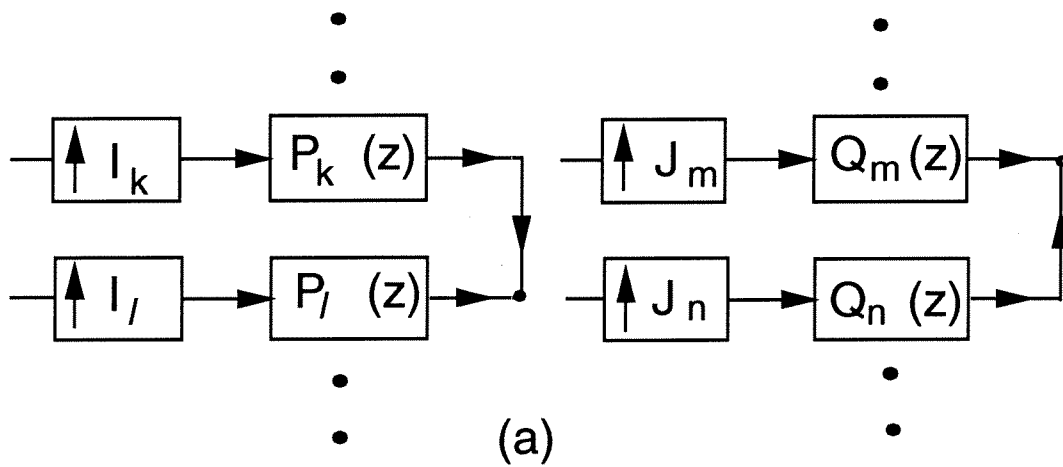 ↑ I_k P_k (z) ↑ J_m Q_m (z)
↑ I_l P_l (z) ↑ J_n Q_n (z)
(a)